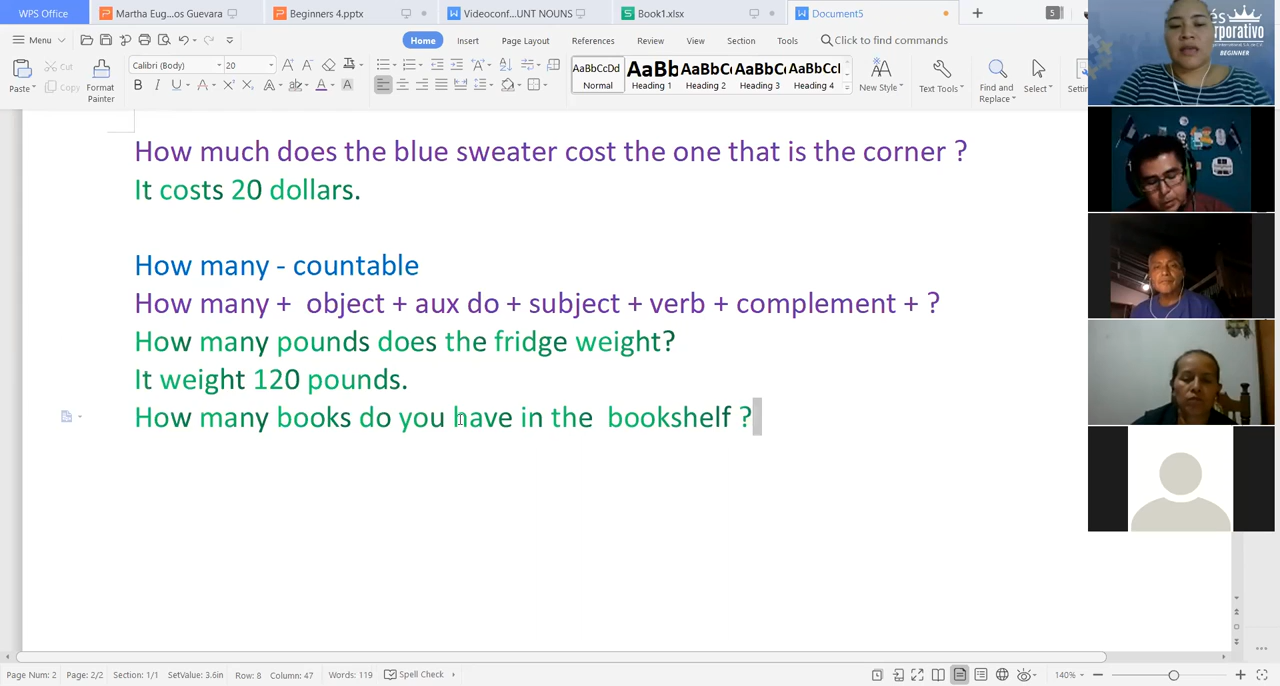 WPS Office
Martha Eug...os Guevara
Beginners 4.pptx
Videoconf...UNT NOUNS
Book1.xlsx
Document5
5
Menu
Home
Insert
Page Layout
References
Review
View
Section
Tools
Click to find commands
Paste
Cut
Copy
Format Painter
Calibri (Body)
20
AaBbCcDd
Normal
AaBb
Heading 1
AaBbC
Heading 2
AaBbC
Heading 3
AaBbCcl
Heading 4
New Style
Text Tools
Find and Replace
Select
BEGINNER
How much does the blue sweater cost the one that is the corner ?
It costs 20 dollars.
How many - countable
How many + object + aux do + subject + verb + complement + ?
How many pounds does the fridge weight?
It weight 120 pounds.
How many books do you have in the bookshelf ?
Page Num: 2
Page: 2/2
Section: 1/1
SetValue: 3.6in
Row: 8
Column: 47
Words: 119
Spell Check
140%